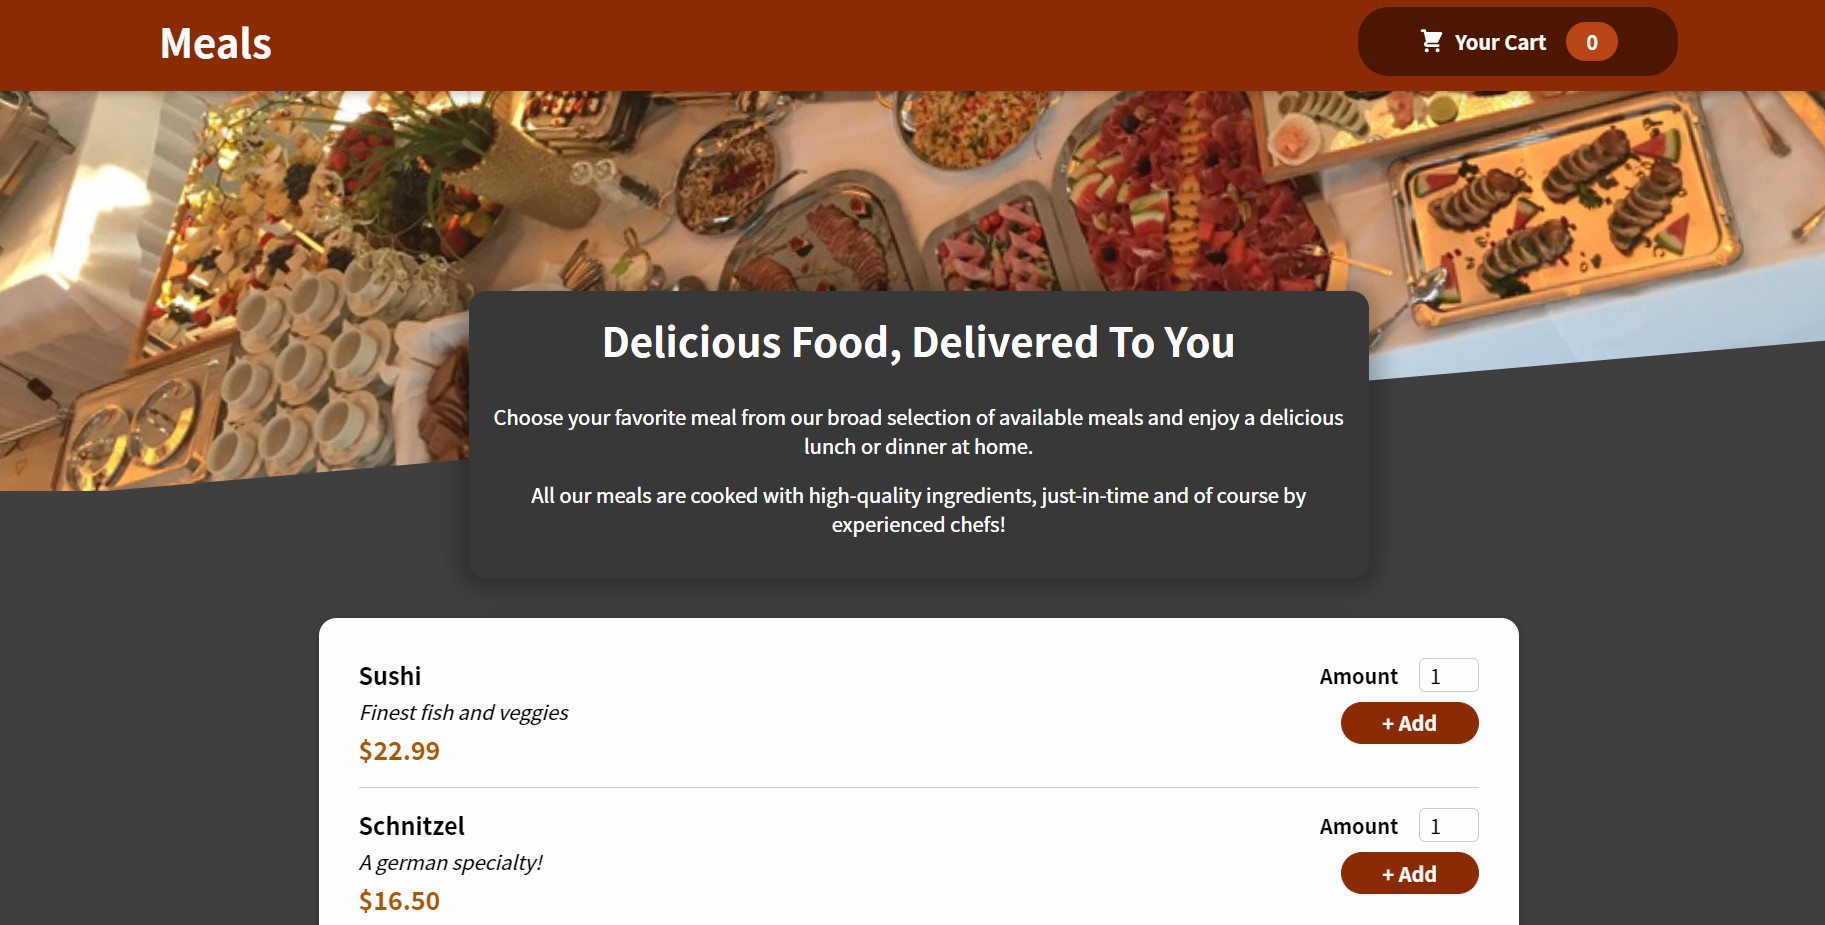 Meals
Your Cart 0
Delicious Food, Delivered To You
Choose your favorite meal from our broad selection of available meals and enjoy a delicious
lunch or dinner at home.
All our meals are cooked with high-quality ingredients, just-in-time and of course by
experienced chefs!
Sushi
Finest fish and veggies
$22.99
Amount 1
+ Add
Schnitzel
A german specialty!
$16.50
Amount 1
+ Add